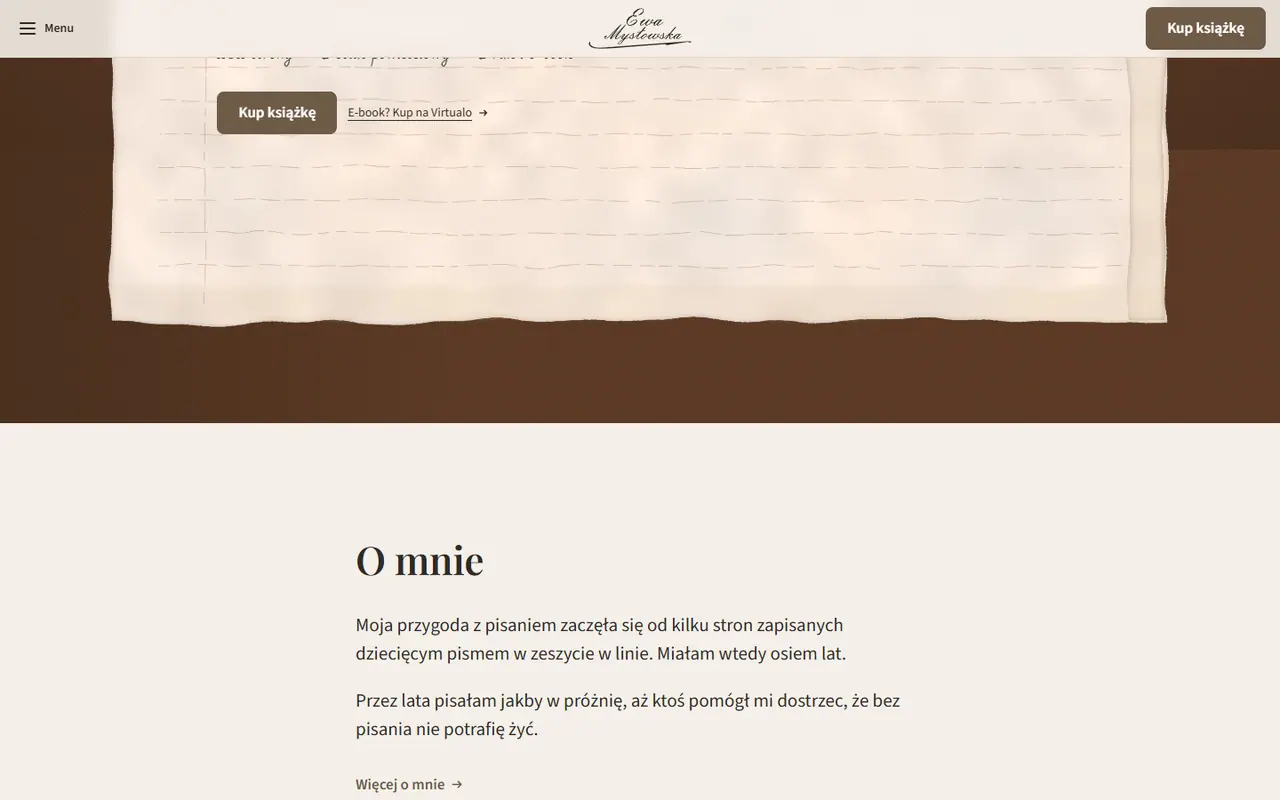 Menu
Ewa
Mysłowska
Kup książkę
Kup książkę
E-book? Kup na Virtualo →
O mnie
Moja przygoda z pisaniem zaczęła się od kilku stron zapisanych
dziecięcym pismem w zeszycie w linie. Miałam wtedy osiem lat.
Przez lata pisałam jakby w próżnię, aż ktoś pomógł mi dostrzec, że bez
pisania nie potrafię żyć.
Więcej o mnie →